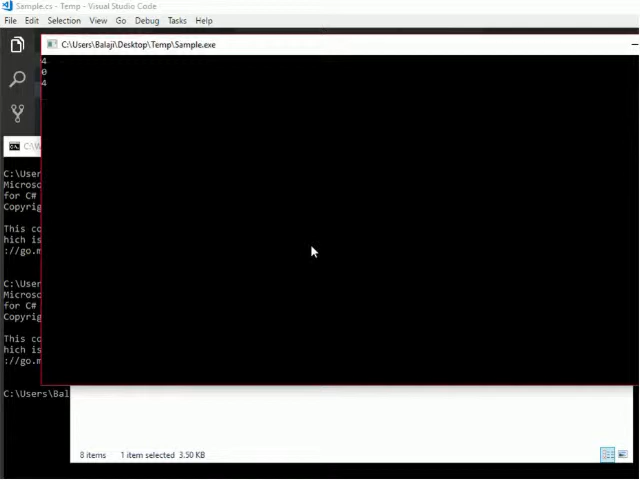 Sample.cs - Temp - Visual Studio Code
File Edit Selection View Go Debug Tasks Help
C:\Users\Balaji\Desktop\Temp\Sample.exe
4
0
4
C:\W
C:\User
Microso
for C#
Copyrig
This co
hich is
://go.m
C:\User
Microso
for C#
Copyrig
This co
hich is
://go.m
C:\Users\Bal
8 items 1 item selected 3.50 KB